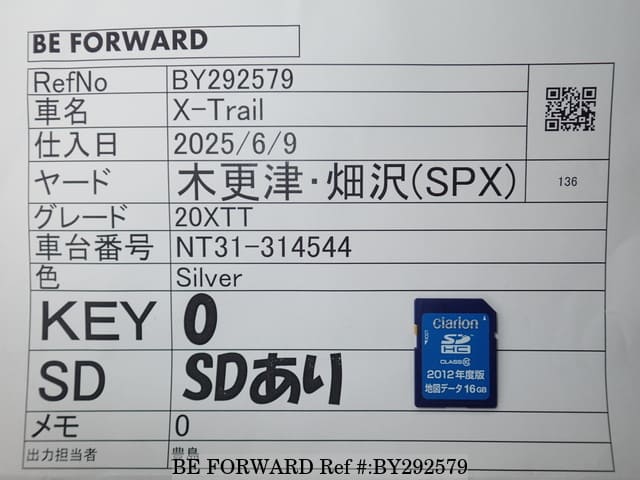 BE FORWARD
RefNo BY292579
車名 X-Trail
仕入日 2025/6/9
ヤード 木更津・畑沢(SPX) 136
グレード 20XTT
車台番号 NT31-314544
色 Silver
KEY 0
SD SDあり
メモ 0
出力担当者 豊島
Clarion
LOCK
SD
HC
CLASS⑩
2012年度版
地図データ 16GB
BE FORWARD Ref #:BY292579